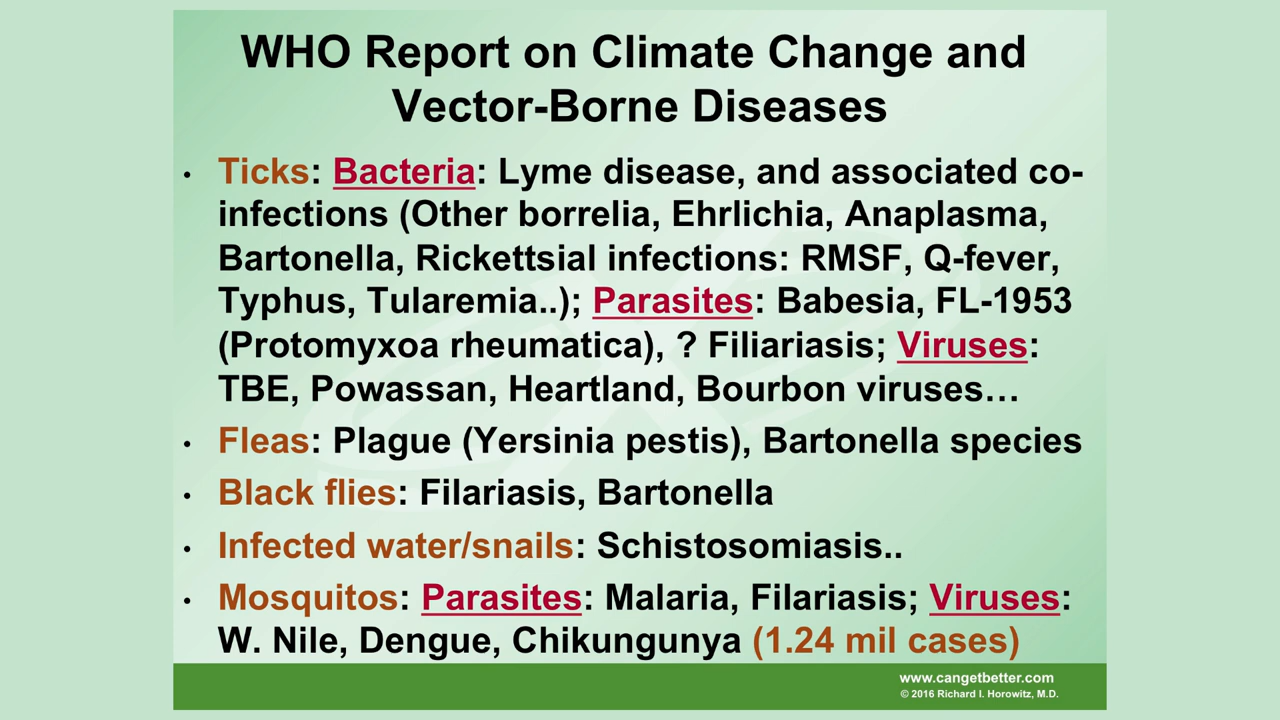 WHO Report on Climate Change and
Vector-Borne Diseases
• Ticks: Bacteria: Lyme disease, and associated co-
infections (Other borrelia, Ehrlichia, Anaplasma,
Bartonella, Rickettsial infections: RMSF, Q-fever,
Typhus, Tularemia..); Parasites: Babesia, FL-1953
(Protomyxoa rheumatica), ? Filiariasis; Viruses:
TBE, Powassan, Heartland, Bourbon viruses…
• Fleas: Plague (Yersinia pestis), Bartonella species
• Black flies: Filariasis, Bartonella
• Infected water/snails: Schistosomiasis..
• Mosquitos: Parasites: Malaria, Filariasis; Viruses:
W. Nile, Dengue, Chikungunya (1.24 mil cases)
www.cangetbetter.com
© 2016 Richard I. Horowitz, M.D.